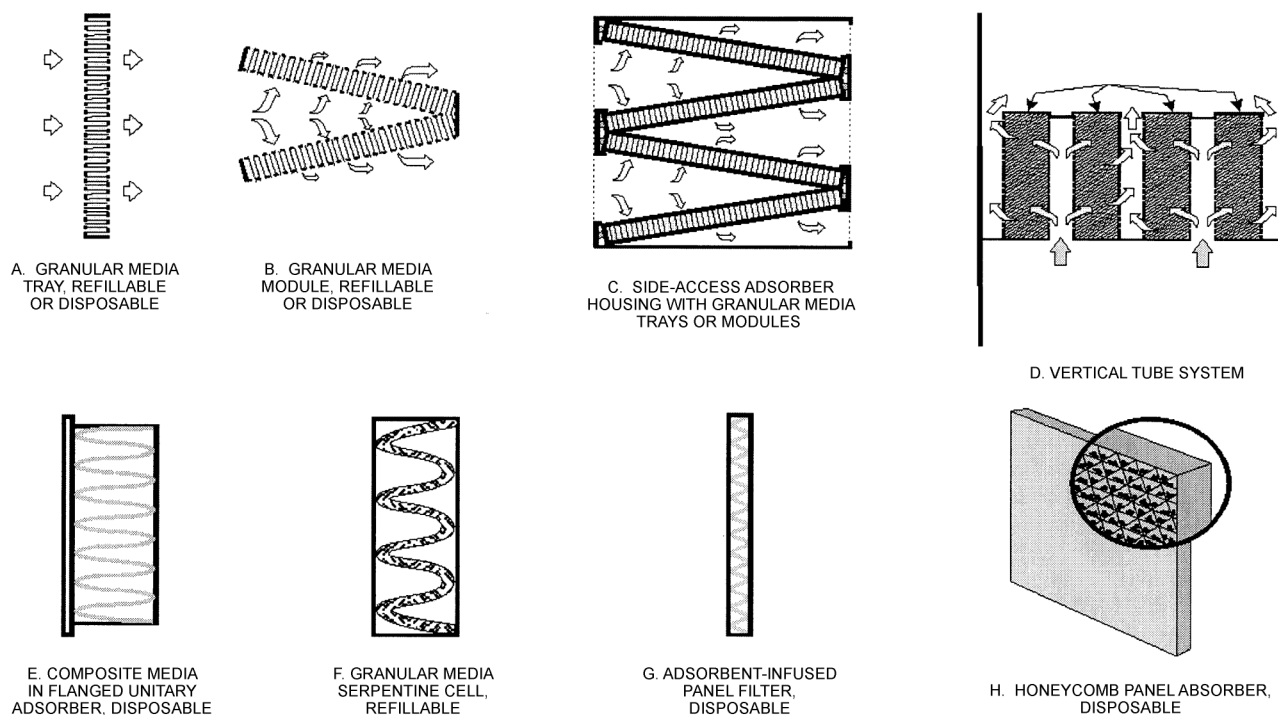 A. GRANULAR MEDIA
TRAY, REFILLABLE
OR DISPOSABLE
B. GRANULAR MEDIA
MODULE, REFILLABLE
OR DISPOSABLE
C. SIDE-ACCESS ADSORBER
HOUSING WITH GRANULAR MEDIA
TRAYS OR MODULES
D. VERTICAL TUBE SYSTEM
E. COMPOSITE MEDIA
IN FLANGED UNITARY
ADSORBER, DISPOSABLE
F. GRANULAR MEDIA
SERPENTINE CELL,
REFILLABLE
G. ADSORBENT-INFUSED
PANEL FILTER,
DISPOSABLE
H. HONEYCOMB PANEL ABSORBER,
DISPOSABLE